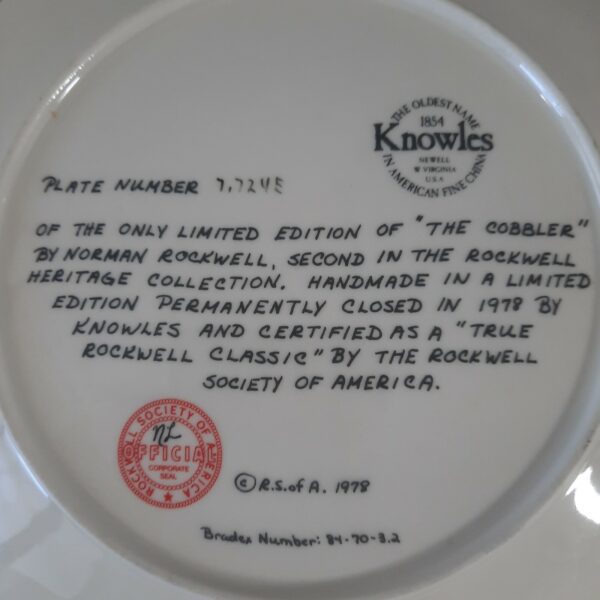 THE OLDEST NAME
1854
Knowles
NEWELL
W VIRGINIA
U.S.A
IN AMERICAN FINE CHINA
PLATE NUMBER 7,724E
OF THE ONLY LIMITED EDITION OF "THE COBBLER"
BY NORMAN ROCKWELL, SECOND IN THE ROCKWELL
HERITAGE COLLECTION. HANDMADE IN A LIMITED
EDITION PERMANENTLY CLOSED IN 1978 BY
KNOWLES AND CERTIFIED AS A "TRUE
ROCKWELL CLASSIC" BY THE ROCKWELL
SOCIETY OF AMERICA.
ROCKWELL SOCIETY OF AMERICA
NL
OFFICIAL
CORPORATE
SEAL
© R.S.of A. 1978
Bradex Number: 84-70-3.2